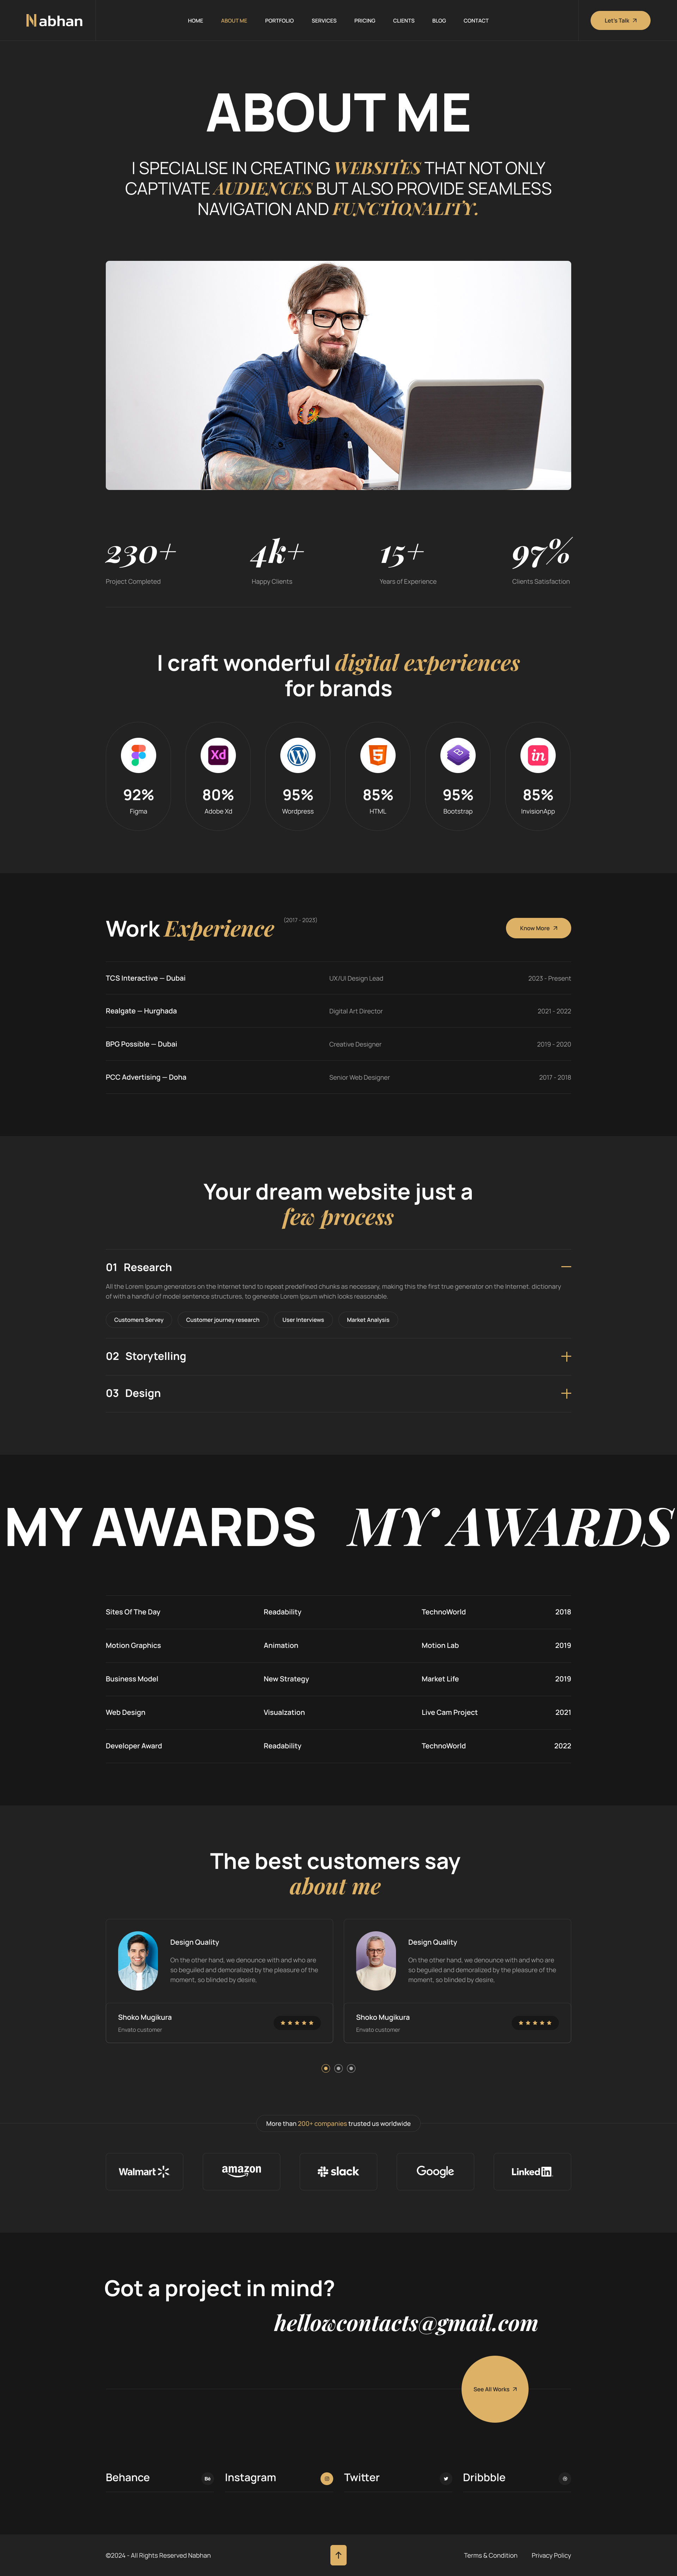 Nabhan
HOME ABOUT ME PORTFOLIO SERVICES PRICING CLIENTS BLOG CONTACT
Let's Talk
ABOUT ME
I SPECIALISE IN CREATING WEBSITES THAT NOT ONLY
CAPTIVATE AUDIENCES BUT ALSO PROVIDE SEAMLESS
NAVIGATION AND FUNCTIONALITY.
230+ 4k+ 15+ 97%
Project Completed Happy Clients Years of Experience Clients Satisfaction
I craft wonderful digital experiences
for brands
Xd 5 in
92% 80% 95% 85% 95% 85%
Figma Adobe Xd Wordpress HTML Bootstrap InvisionApp
Work Experience (2017 - 2023) Know More
TCS Interactive — Dubai UX/UI Design Lead 2023 - Present
Realgate — Hurghada Digital Art Director 2021 - 2022
BPG Possible — Dubai Creative Designer 2019 - 2020
PCC Advertising — Doha Senior Web Designer 2017 - 2018
Your dream website just a
few process
01 Research
All the Lorem Ipsum generators on the Internet tend to repeat predefined chunks as necessary, making this the first true generator on the Internet. dictionary
of with a handful of model sentence structures, to generate Lorem Ipsum which looks reasonable.
Customers Servey Customer journey research User Interviews Market Analysis
02 Storytelling
03 Design
MY AWARDS MY AWARDS
Sites Of The Day Readability TechnoWorld 2018
Motion Graphics Animation Motion Lab 2019
Business Model New Strategy Market Life 2019
Web Design Visualzation Live Cam Project 2021
Developer Award Readability TechnoWorld 2022
The best customers say
about me
Design Quality
On the other hand, we denounce with and who are
so beguiled and demoralized by the pleasure of the
moment, so blinded by desire,
Shoko Mugikura
Envato customer
Design Quality
On the other hand, we denounce with and who are
so beguiled and demoralized by the pleasure of the
moment, so blinded by desire,
Shoko Mugikura
Envato customer
More than 200+ companies trusted us worldwide
Walmart amazon slack Google Linkedin
Got a project in mind?
hellowcontacts@gmail.com
See All Works
Behance Bē Instagram Twitter Dribbble
©2024 - All Rights Reserved Nabhan Terms & Condition Privacy Policy